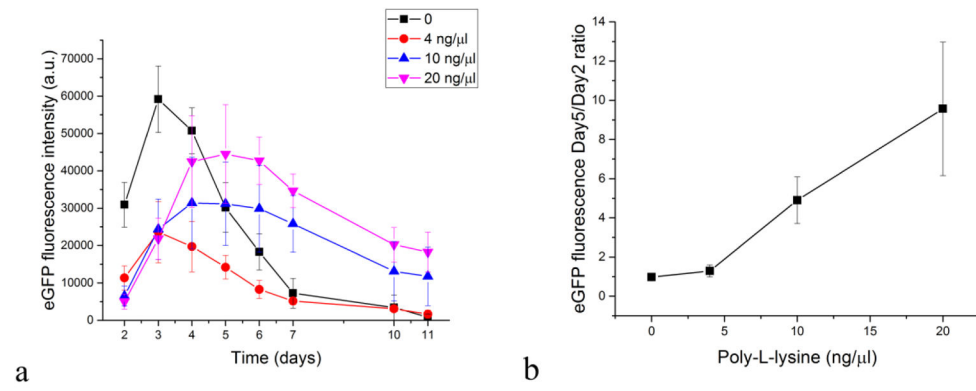 0
4 ng/μl
10 ng/μl
20 ng/μl
eGFP fluorescence intensity (a.u.)
70000
60000
50000
40000
30000
20000
10000
0
2 3 4 5 6 7 10 11
Time (days)
a
eGFP fluorescence Day5/Day2 ratio
14
12
10
8
6
4
2
0
0 5 10 15 20
Poly-L-lysine (ng/μl)
b